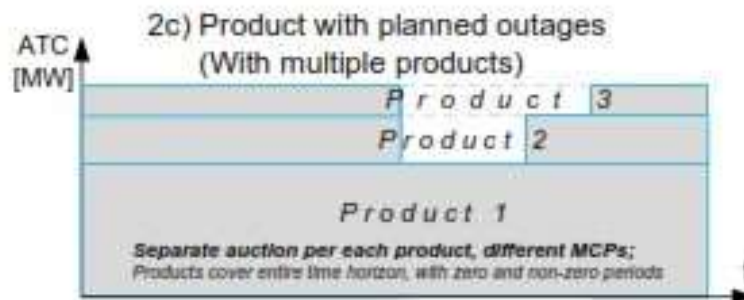 2c) Product with planned outages
(With multiple products)
ATC
[MW]
Product 3
Product 2
Product 1
Separate auction per each product, different MCPs;
Products cover entire time horizon, with zero and non-zero periods